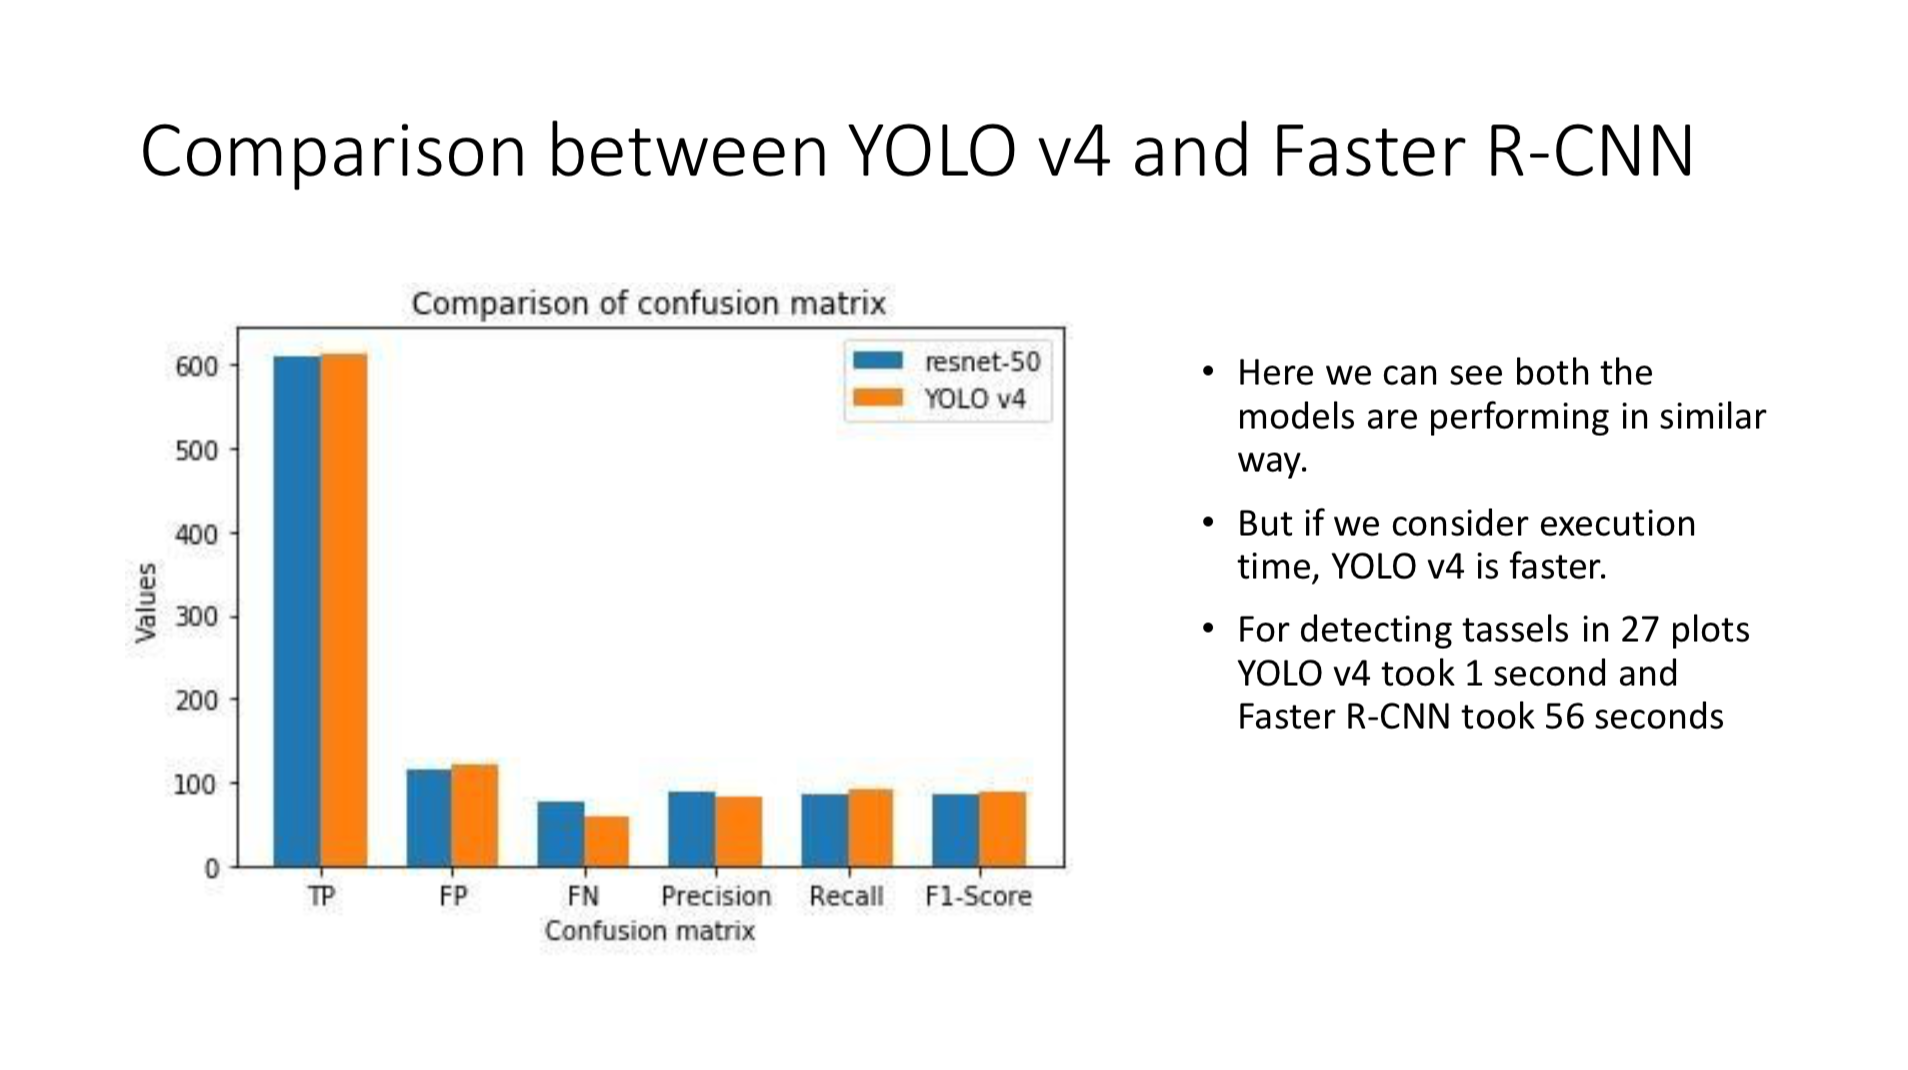 Comparison between YOLO v4 and Faster R-CNN
Comparison of confusion matrix
resnet-50
YOLO v4
600
500
400
300
200
100
0
Values
TP FP FN Precision Recall F1-Score
Confusion matrix
• Here we can see both the
models are performing in similar
way.
• But if we consider execution
time, YOLO v4 is faster.
• For detecting tassels in 27 plots
YOLO v4 took 1 second and
Faster R-CNN took 56 seconds